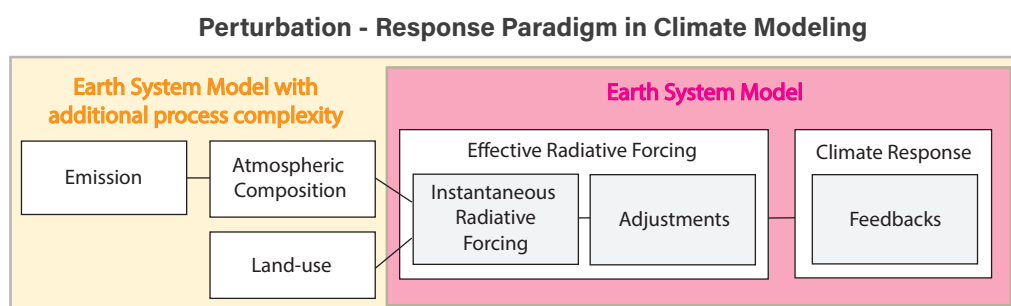 Perturbation - Response Paradigm in Climate Modeling
Earth System Model with
additional process complexity
Earth System Model
Emission
Atmospheric
Composition
Land-use
Effective Radiative Forcing
Instantaneous
Radiative
Forcing
Adjustments
Climate Response
Feedbacks